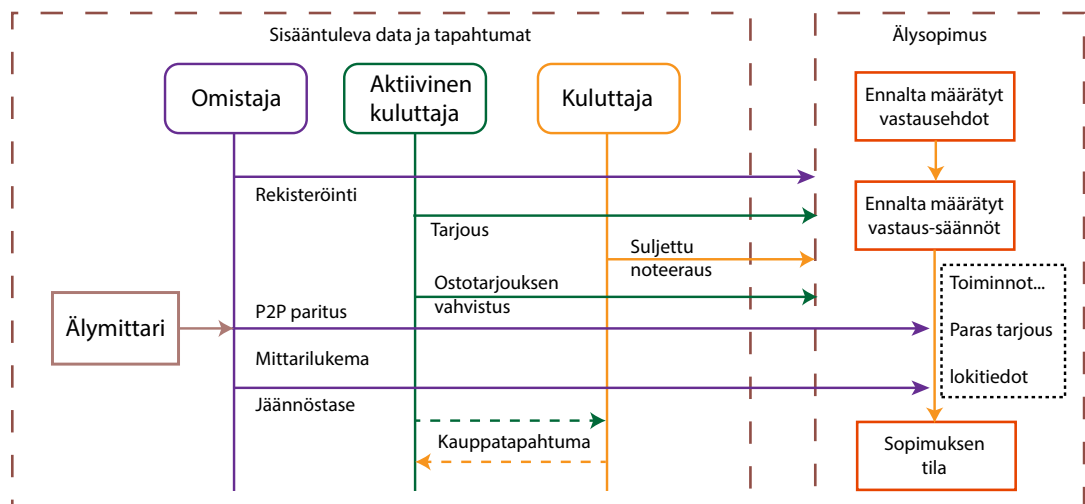 Sisääntuleva data ja tapahtumat
Omistaja
Aktiivinen
kuluttaja
Kuluttaja
Rekisteröinti
Tarjous
Suljettu
noteeraus
Ostotarjouksen
vahvistus
Älymittari
P2P paritus
Mittarilukema
Jäännöstase
Kauppatapahtuma
Älysopimus
Ennalta määrätyt
vastausehdot
Ennalta määrätyt
vastaus-säännöt
Toiminnot...
Paras tarjous
lokitiedot
Sopimuksen
tila